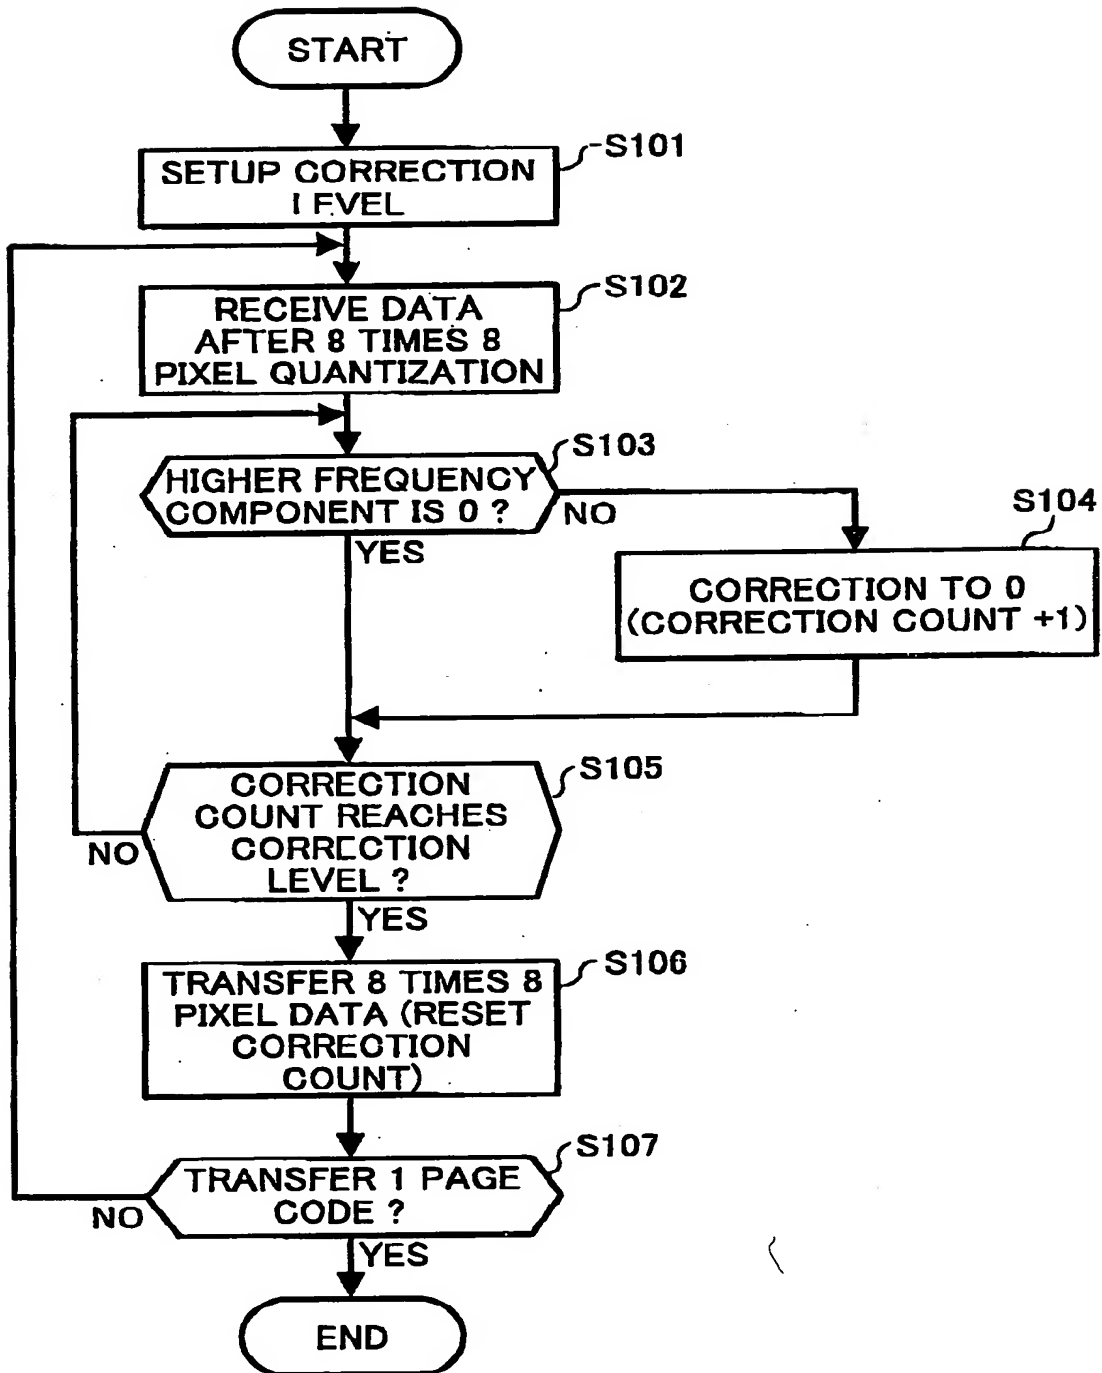 START
S101
SETUP CORRECTION
LEVEL
S102
RECEIVE DATA
AFTER 8 TIMES 8
PIXEL QUANTIZATION
S103
HIGHER FREQUENCY
COMPONENT IS 0 ?
NO
YES
S104
CORRECTION TO 0
(CORRECTION COUNT +1)
S105
CORRECTION
COUNT REACHES
CORRECTION
LEVEL ?
NO
YES
S106
TRANSFER 8 TIMES 8
PIXEL DATA (RESET
CORRECTION
COUNT)
S107
TRANSFER 1 PAGE
CODE ?
NO
YES
END